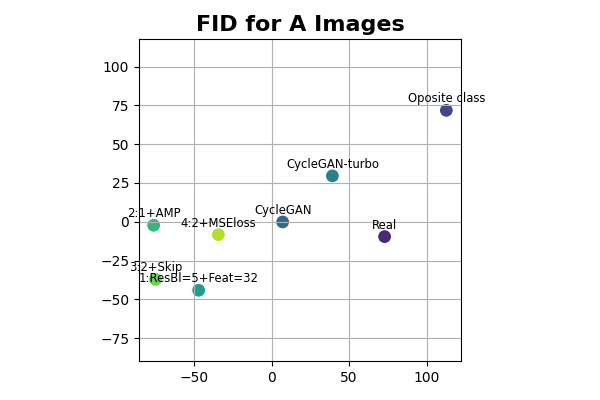 FID for A Images
100
75
50
25
0
−25
−50
−75
−50
0
50
100
Oposite class
CycleGAN-turbo
CycleGAN
Real
2:1+AMP
4:2+MSEloss
3:2+Skip
1:ResBl=5+Feat=32